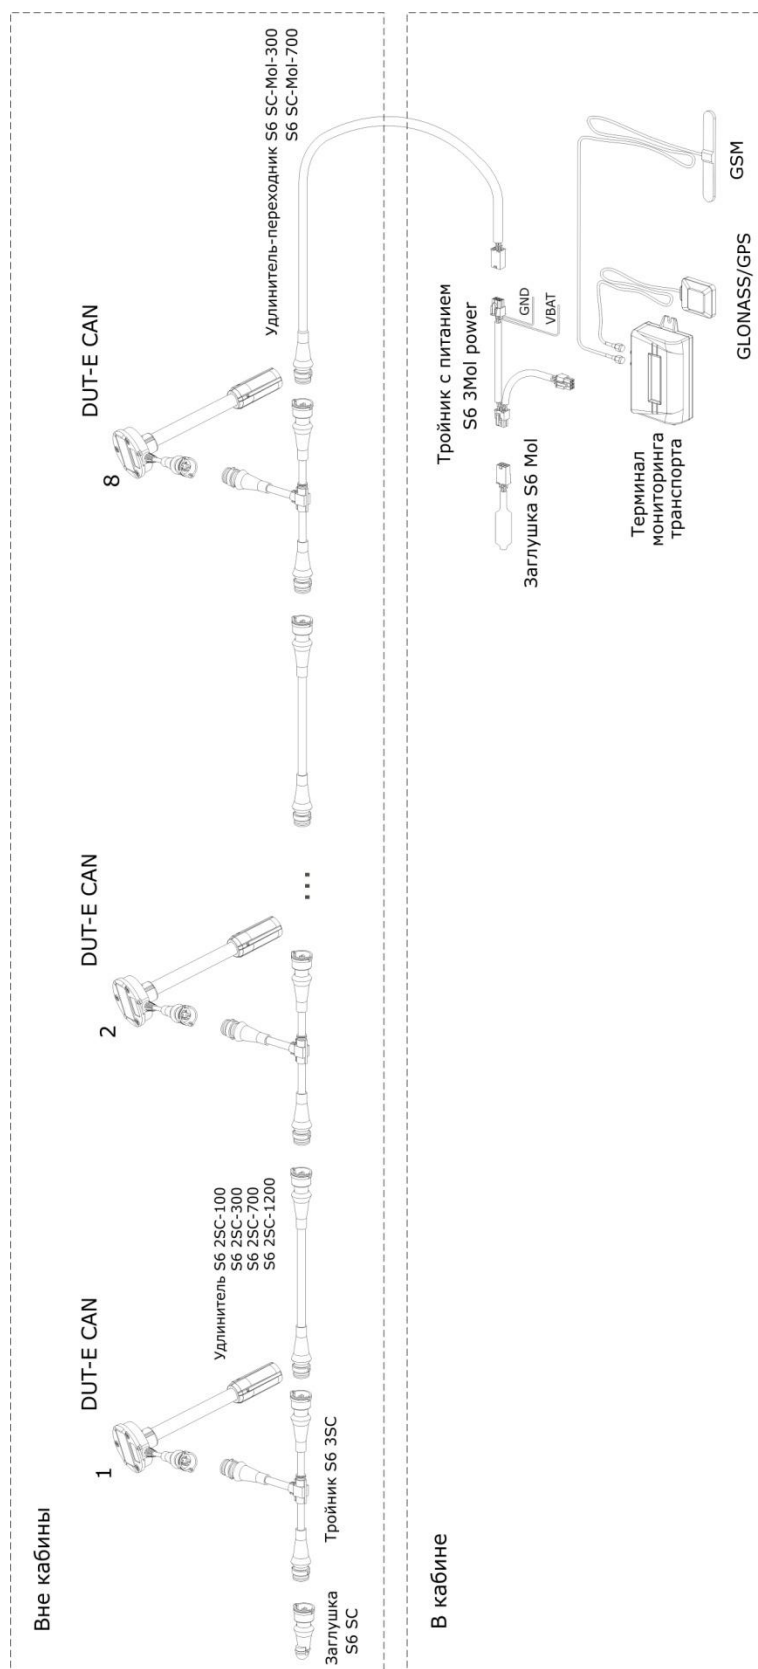 Вне кабины
DUT-E CAN
1
DUT-E CAN
2
DUT-E CAN
8
Заглушка
S6 SC
Тройник S6 3SC
Удлинитель S6 2SC-100
S6 2SC-300
S6 2SC-700
S6 2SC-1200
...
Удлинитель-переходник S6 SC-Mol-300
S6 SC-Mol-700
В кабине
Заглушка S6 Mol
Тройник с питанием
S6 3Mol power
GND
VBAT
Терминал
мониторинга
транспорта
GLONASS/GPS
GSM